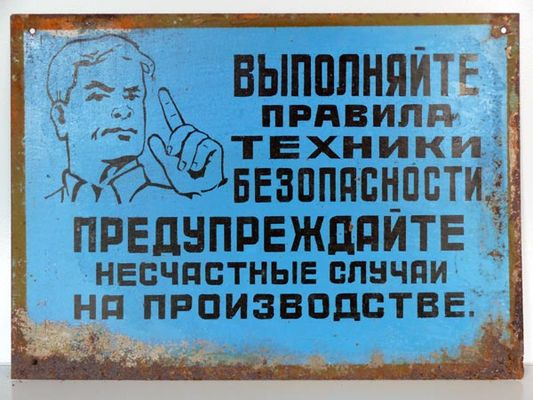 ВЫПОЛНЯЙТЕ
ПРАВИЛА
ТЕХНИКИ
БЕЗОПАСНОСТИ
ПРЕДУПРЕЖДАЙТЕ
НЕСЧАСТНЫЕ СЛУЧАИ
НА ПРОИЗВОДСТВЕ.